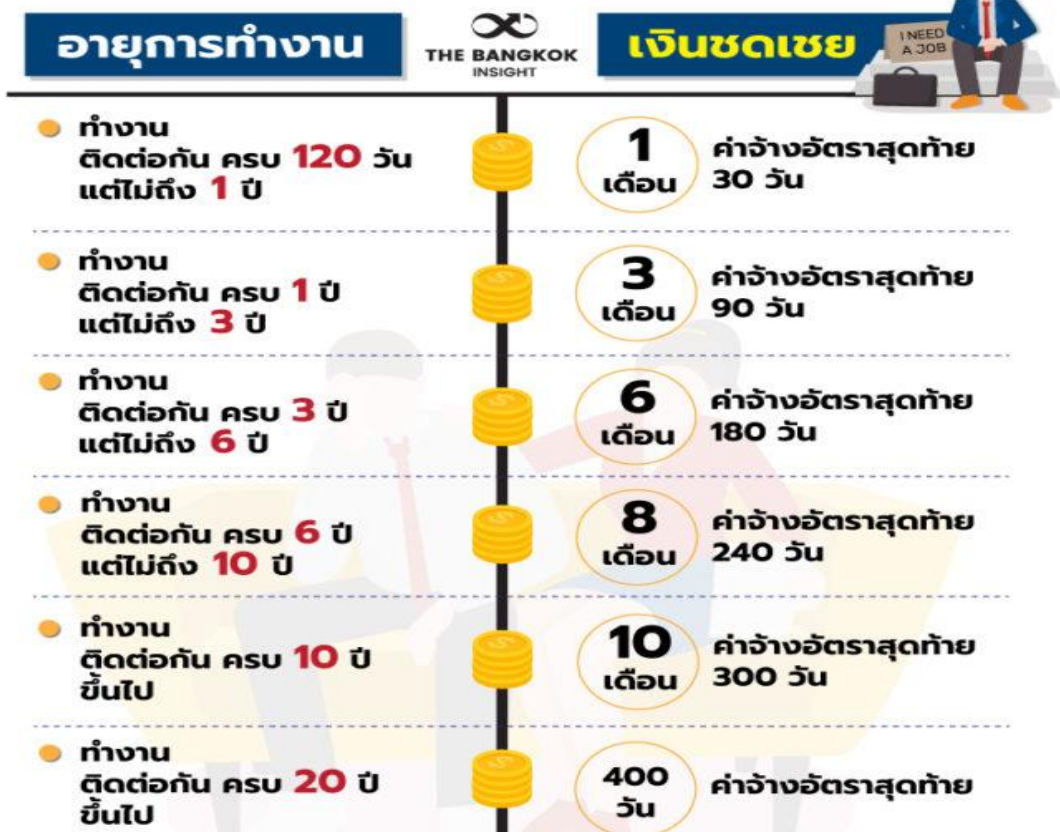 อายุการทำงาน
THE BANGKOK
INSIGHT
เงินชดเชย
I NEED
A JOB
ทำงาน
ติดต่อกัน ครบ 120 วัน
แต่ไม่ถึง 1 ปี
1
เดือน
ค่าจ้างอัตราสุดท้าย
30 วัน
ทำงาน
ติดต่อกัน ครบ 1 ปี
แต่ไม่ถึง 3 ปี
3
เดือน
ค่าจ้างอัตราสุดท้าย
90 วัน
ทำงาน
ติดต่อกัน ครบ 3 ปี
แต่ไม่ถึง 6 ปี
6
เดือน
ค่าจ้างอัตราสุดท้าย
180 วัน
ทำงาน
ติดต่อกัน ครบ 6 ปี
แต่ไม่ถึง 10 ปี
8
เดือน
ค่าจ้างอัตราสุดท้าย
240 วัน
ทำงาน
ติดต่อกัน ครบ 10 ปี
ขึ้นไป
10
เดือน
ค่าจ้างอัตราสุดท้าย
300 วัน
ทำงาน
ติดต่อกัน ครบ 20 ปี
ขึ้นไป
400
วัน
ค่าจ้างอัตราสุดท้าย